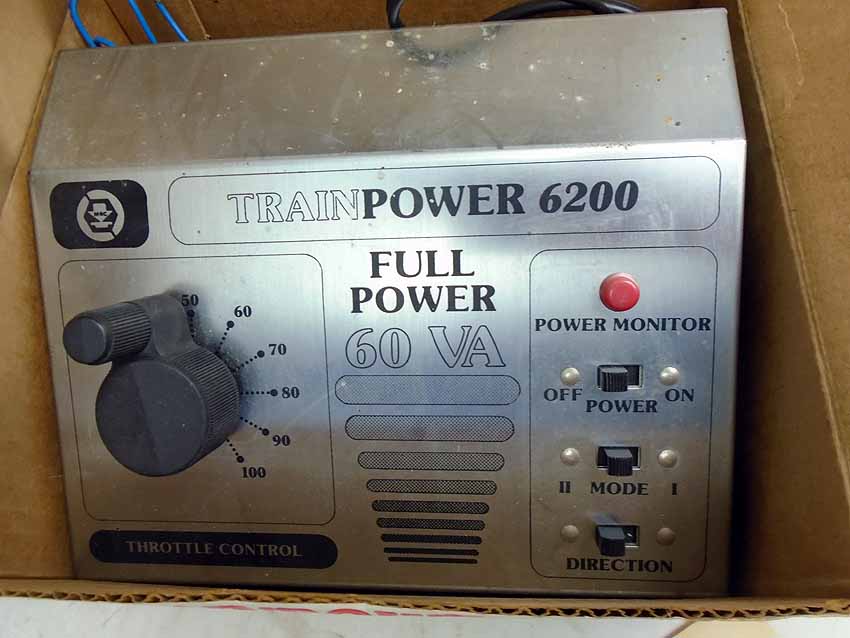 TRAINPOWER 6200
FULL
POWER
60 VA
50
60
70
80
90
100
THROTTLE CONTROL
POWER MONITOR
OFF POWER ON
II MODE I
DIRECTION